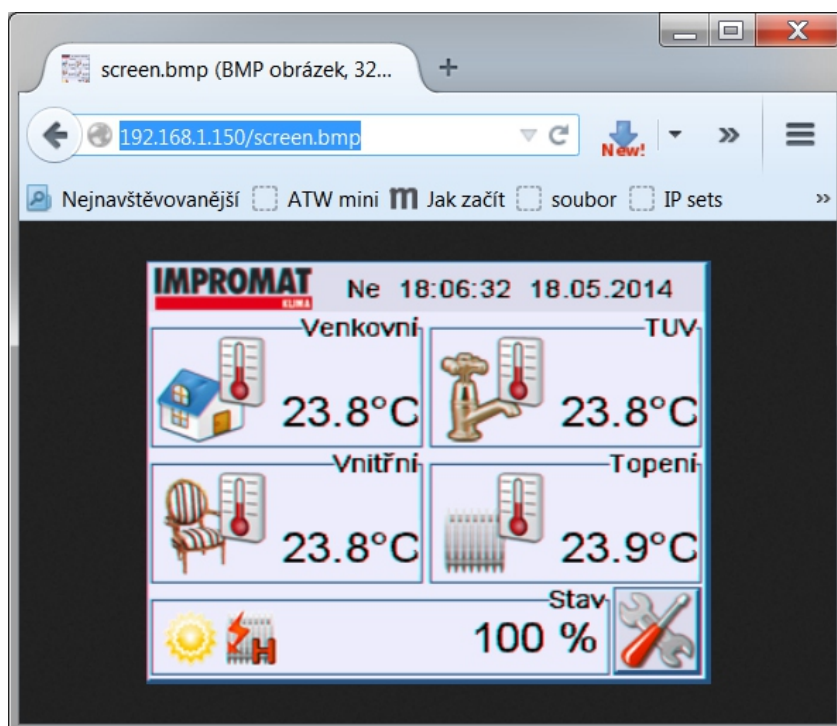 screen.bmp (BMP obrázek, 32...
192.168.1.150/screen.bmp
New!
Nejnavštěvovanější ATW mini m Jak začít soubor IP sets
IMPROMAT
KLIMA
Ne 18:06:32 18.05.2014
Venkovní TUV
23.8°C 23.8°C
Vnitřní Topení
23.8°C 23.9°C
Stav
100 %
H